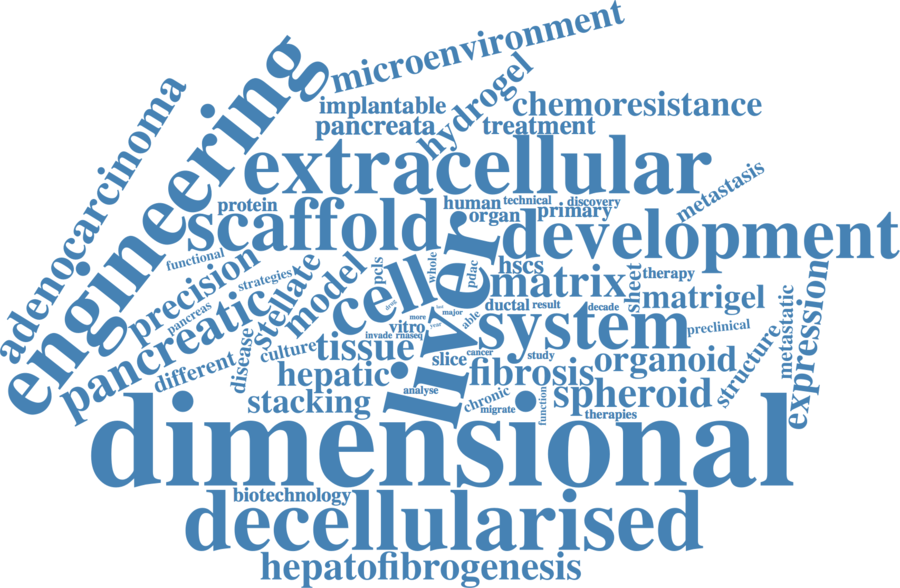 microenvironment
engineering
adenocarcinoma
implantable
hydrogel
chemoresistance
pancreata
treatment
extracellular
metastasis
protein
human
technical
discovery
scaffold
organ
primary
development
functional
precision
strategies
stellate
model
pcls
cell
whole
liver
pdac
hscs
matrix
sheet
therapy
pancreas
pancreatic
matrigel
expression
ductal
result
decade
major
more
able
year
vitro
invade
rnaseq
system
preclinical
metastatic
structure
different
disease
culture
tissue
slice
cancer
study
organoid
hepatic
fibrosis
analyse
chronic
migrate
function
spheroid
therapies
stacking
dimensional
biotechnology
decellularised
hepatofibrogenesis